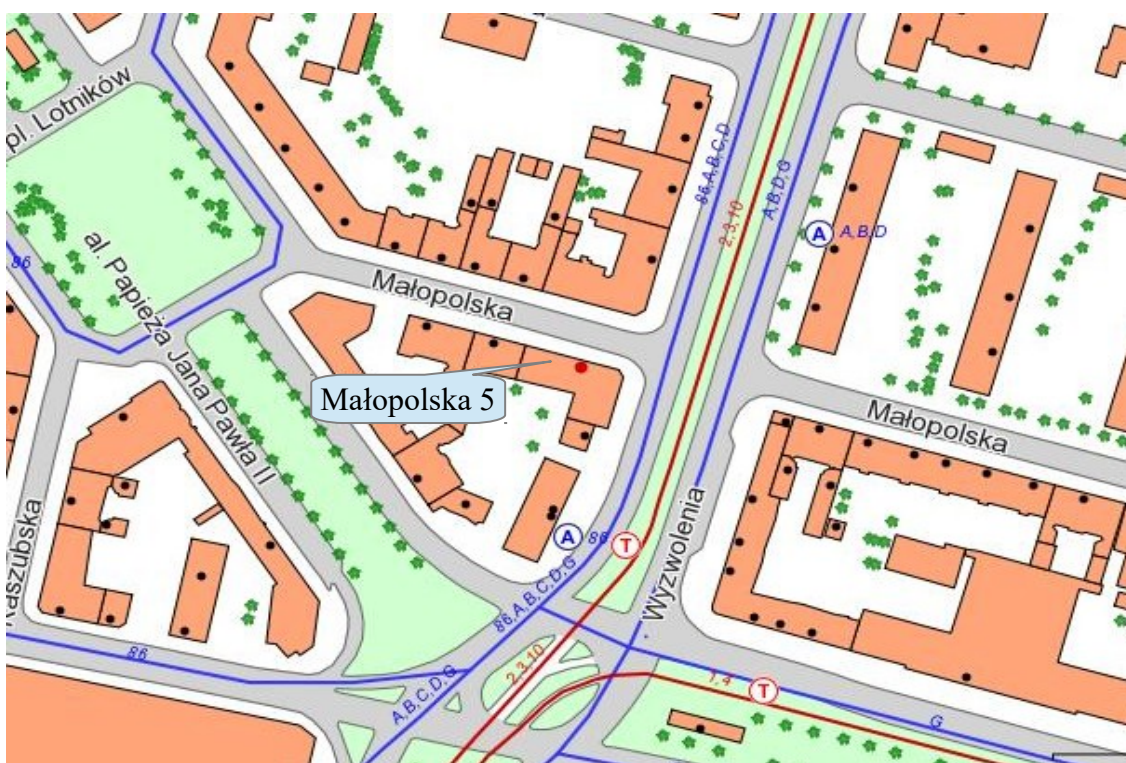 pl. Lotników
86,A,B,C,D
A,B,D,G
2,3,10
A
A,B,D
86
al. Papieża Jana Pawła II
Małopolska
Małopolska 5
Małopolska
Kaszubska
A
86
T
Wyzwolenia
86,A,B,C,D,G
86
2,3,10
A,B,C,D,G
1,4
T
G